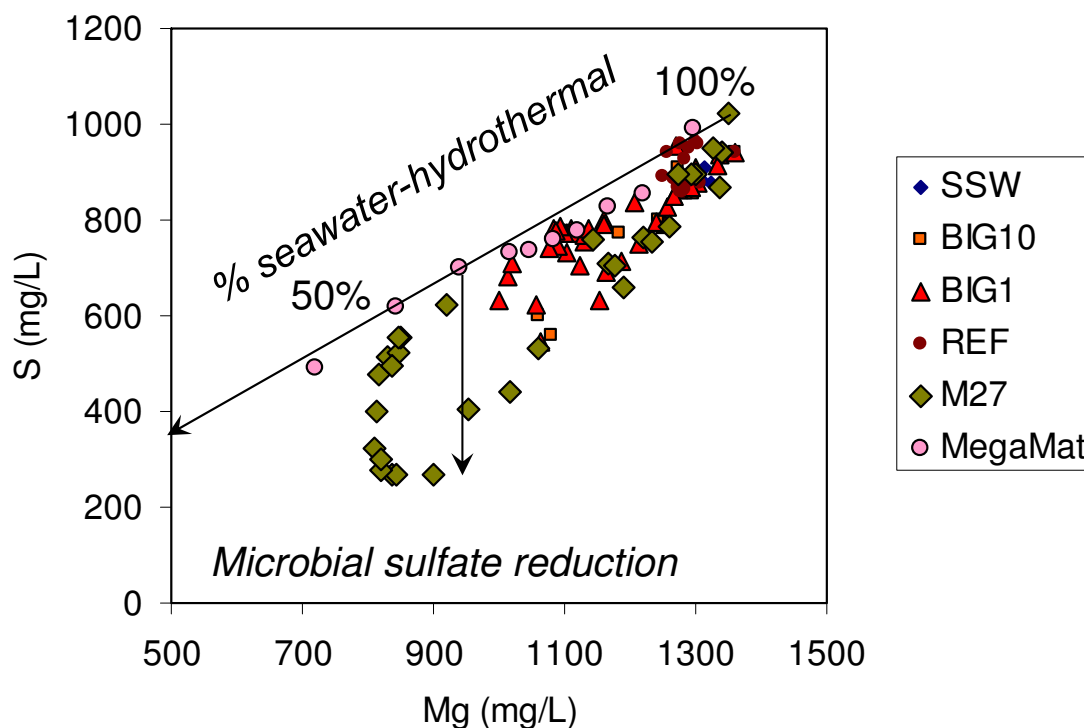 1200
1000
800
600
400
200
0
S (mg/L)
500
700
900
1100
1300
1500
Mg (mg/L)
% seawater-hydrothermal
100%
50%
Microbial sulfate reduction
SSW
BIG10
BIG1
REF
M27
MegaMat